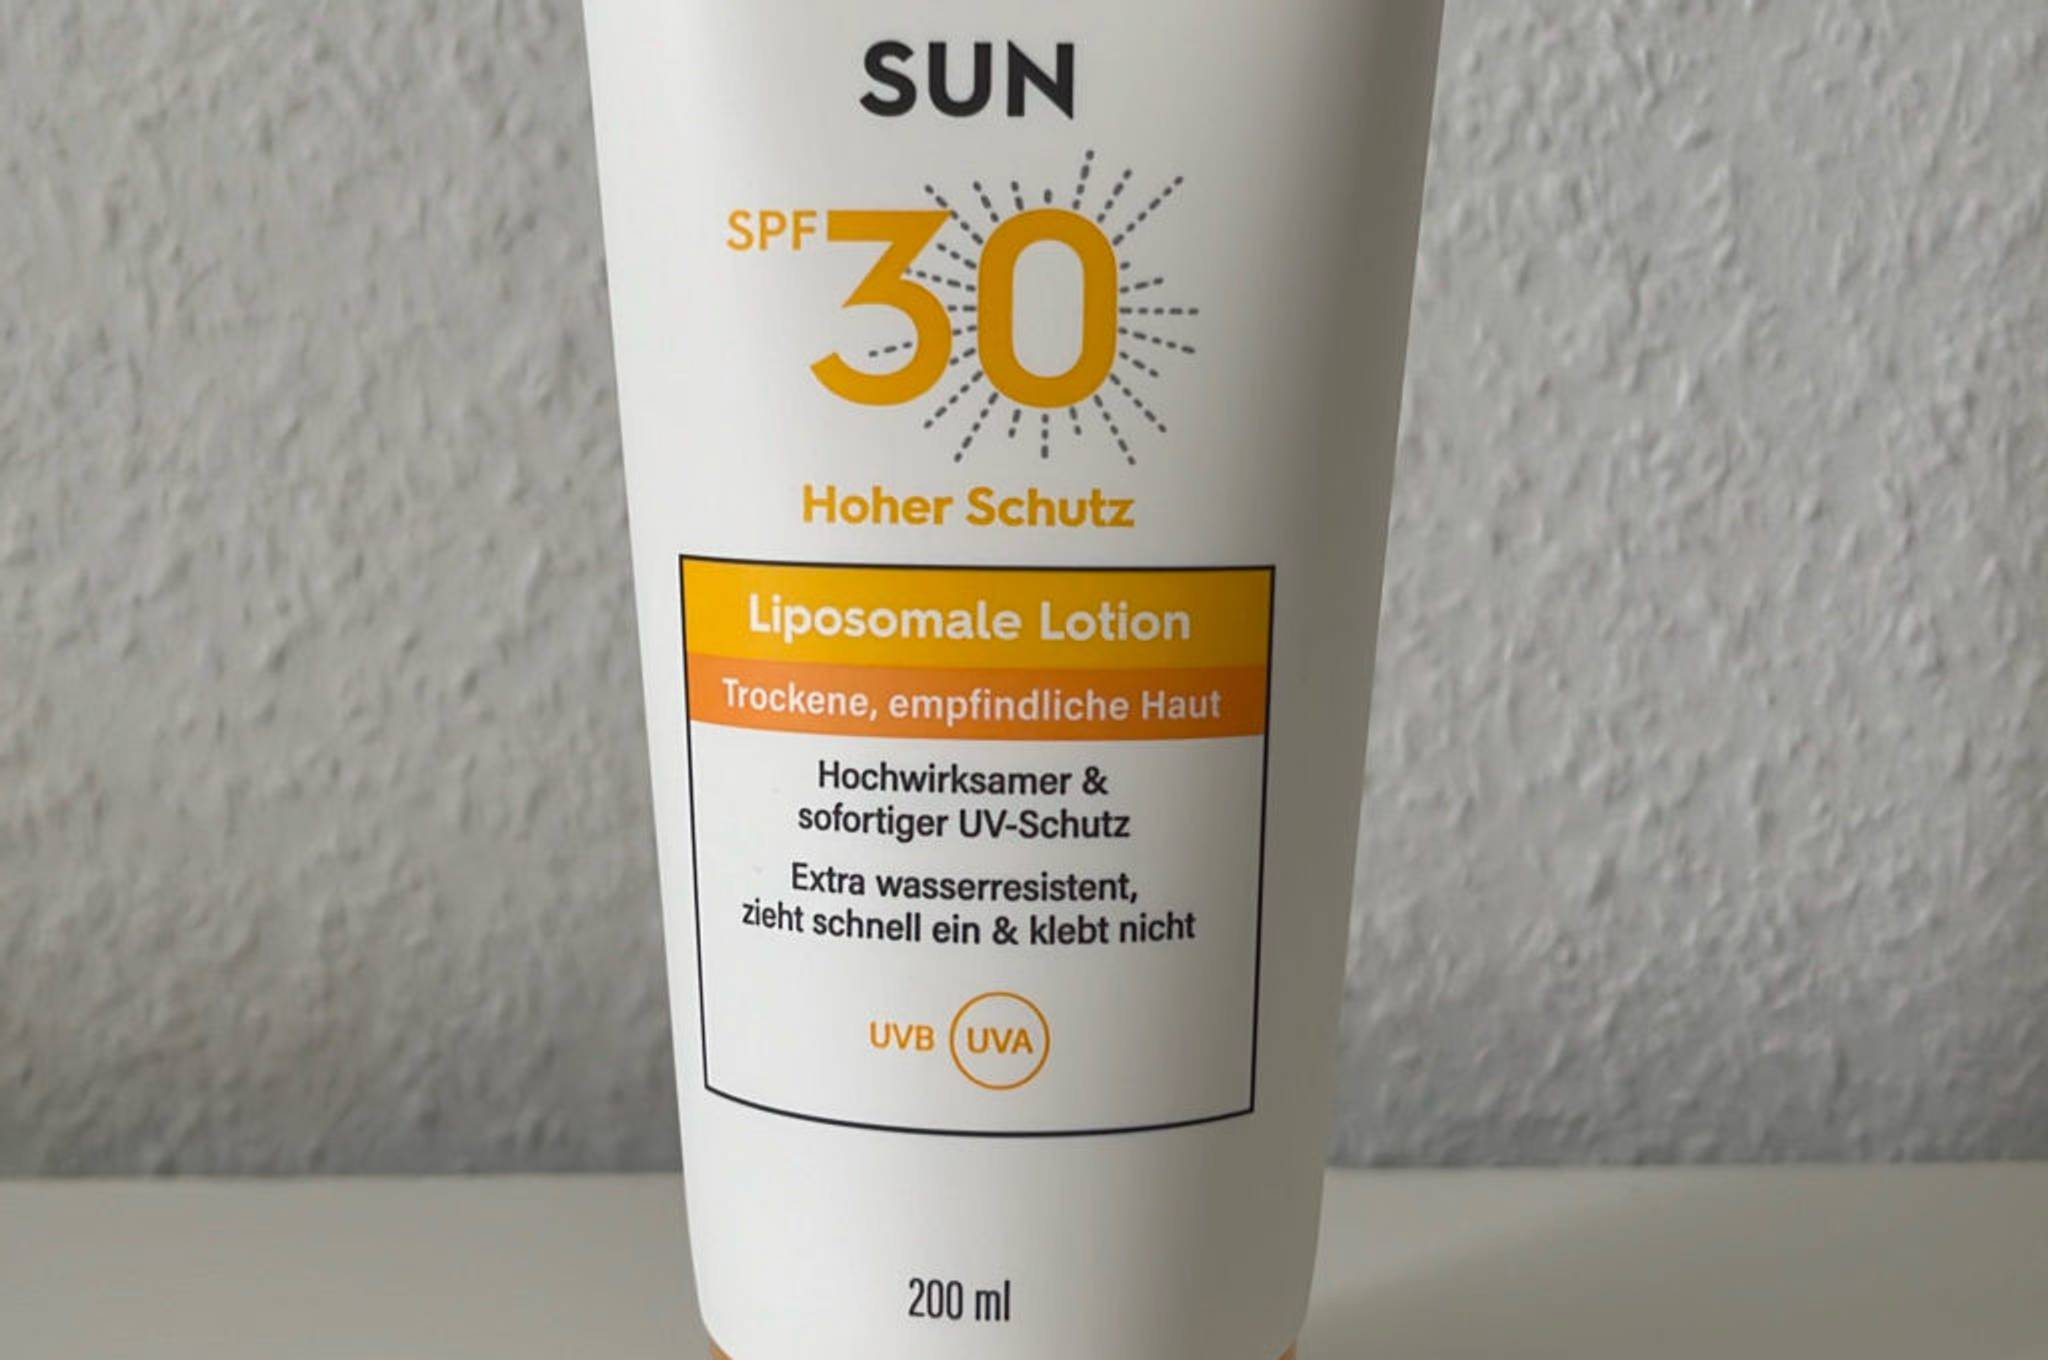 SUN
SPF 30
Hoher Schutz
Liposomale Lotion
Trockene, empfindliche Haut
Hochwirksamer &
sofortiger UV-Schutz
Extra wasserresistent,
zieht schnell ein & klebt nicht
UVB UVA
200 ml